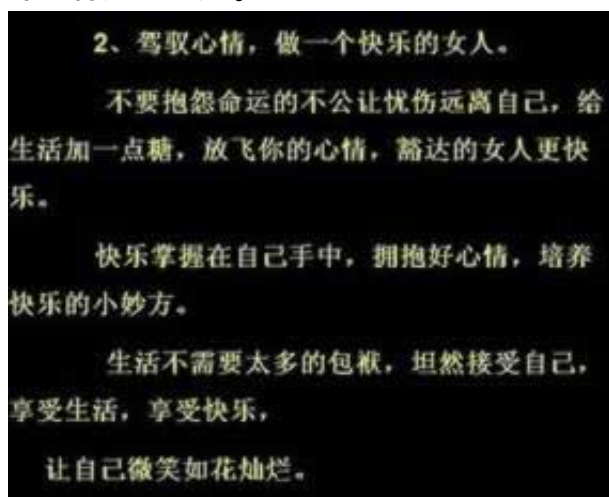 2、驾驭心情，做一个快乐的女人。
不要抱怨命运的不公让忧伤远离自己，给
生活加一点糖，放飞你的心情，豁达的女人更快
乐。
快乐掌握在自己手中，拥抱好心情，培养
快乐的小妙方。
生活不需要太多的包袱，坦然接受自己，
享受生活，享受快乐，
让自己微笑如花灿烂。